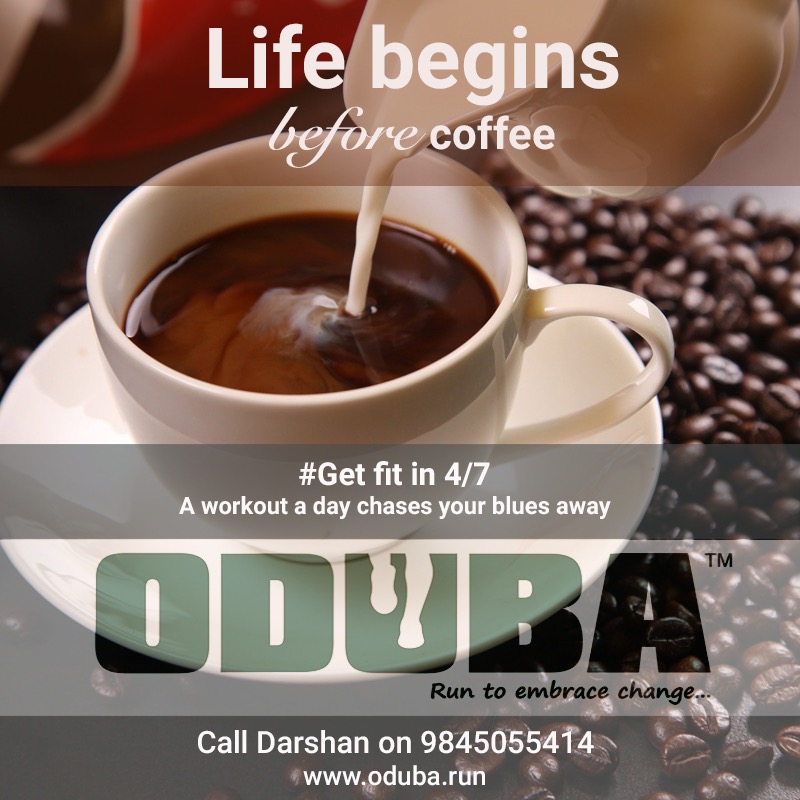 Life begins
before coffee
#Get fit in 4/7
A workout a day chases your blues away
ODUBA™
Run to embrace change...
Call Darshan on 9845055414
www.oduba.run